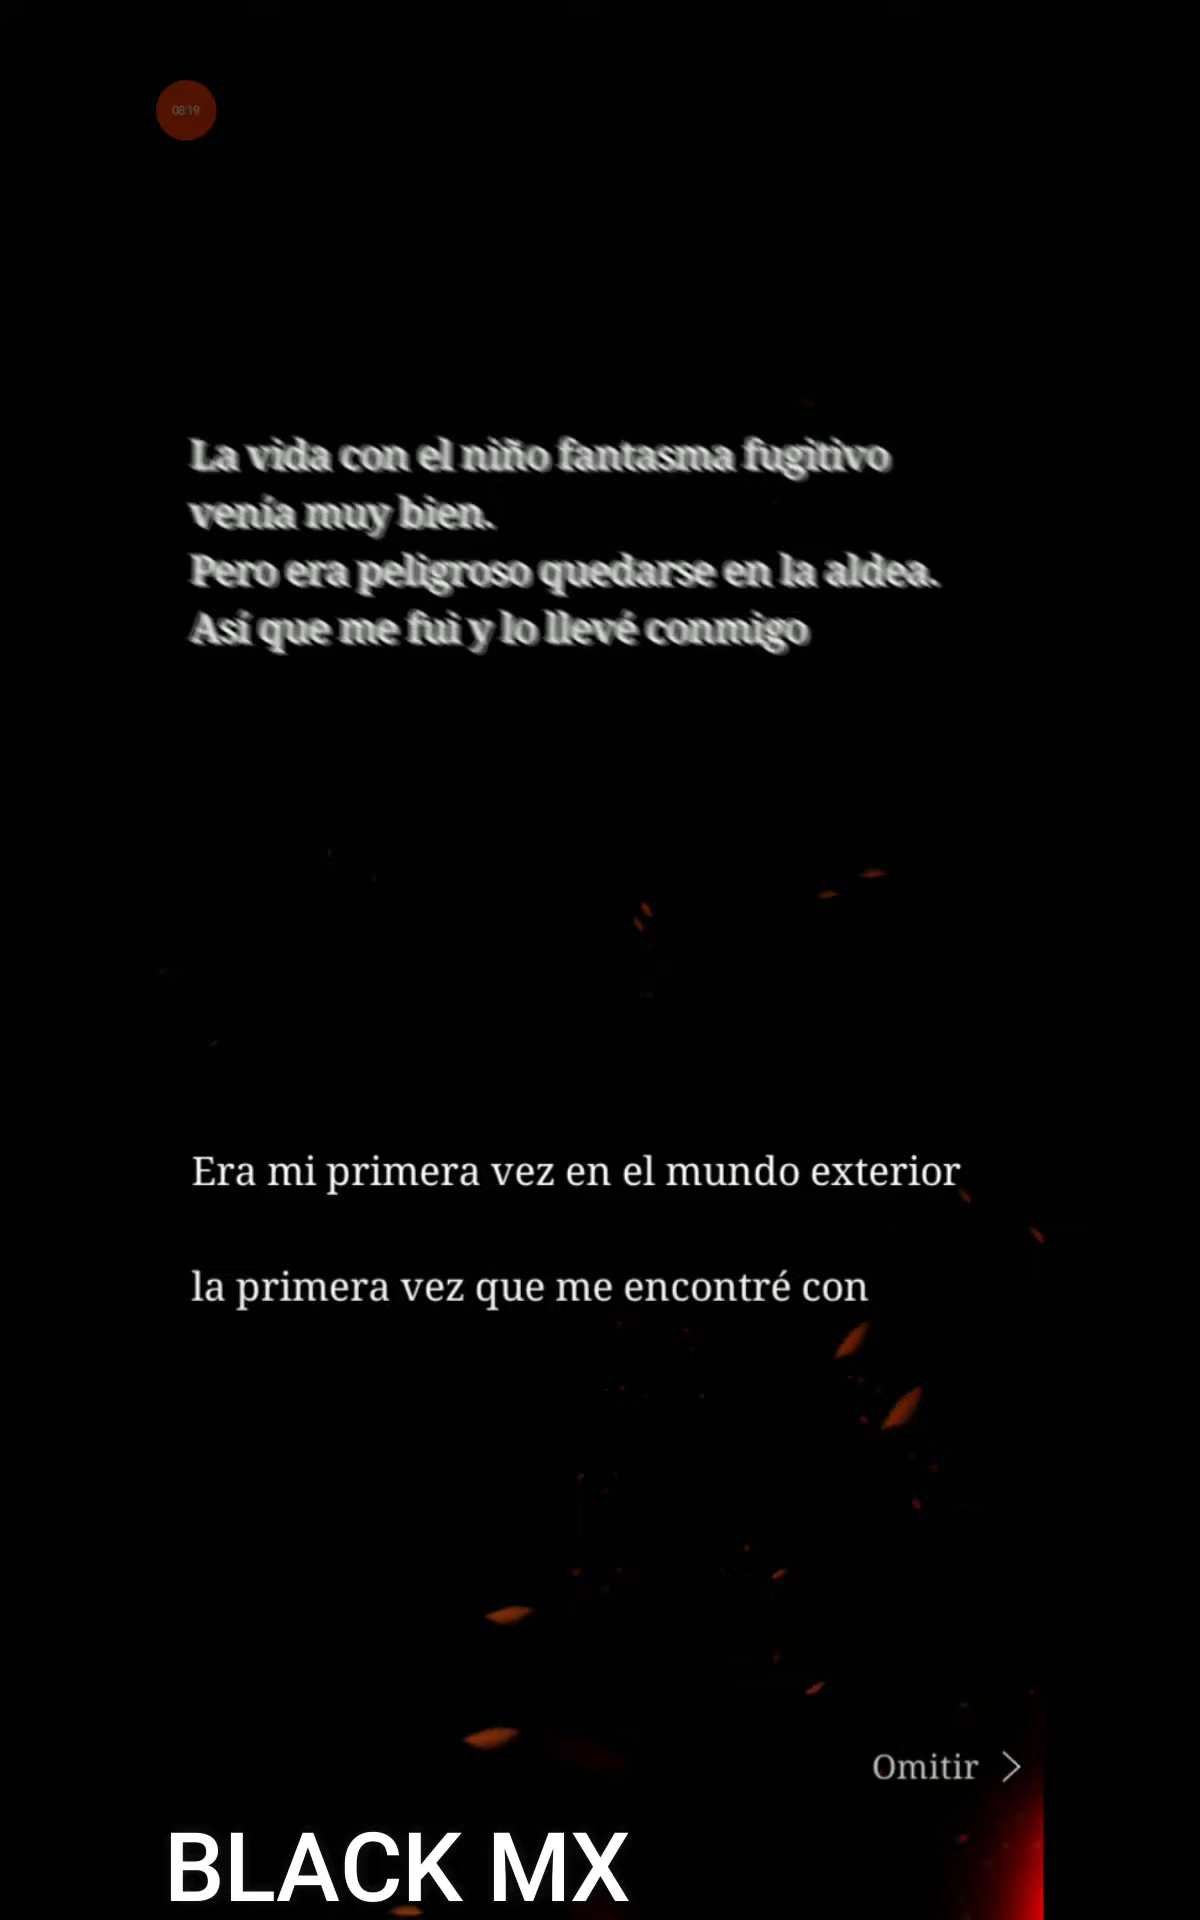 08:19
La vida con el niño fantasma fugitivo
venía muy bien.
Pero era peligroso quedarse en la aldea.
Así que me fui y lo llevé conmigo
Era mi primera vez en el mundo exterior
la primera vez que me encontré con
Omitir
BLACK MX